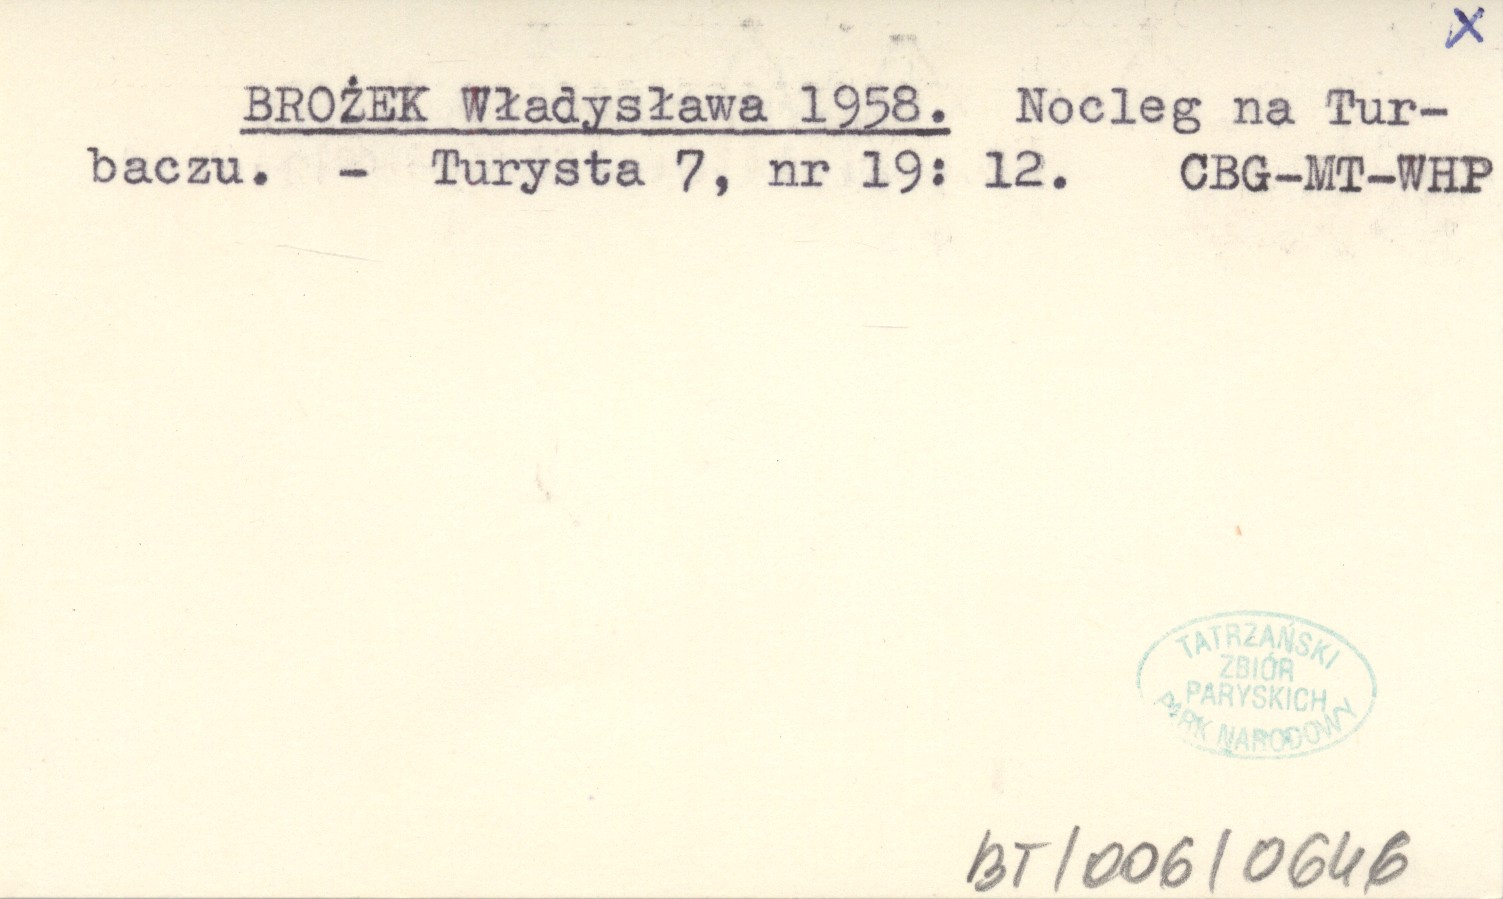 x
BROŻEK Władysława 1958. Nocleg na Tur-
baczu. - Turysta 7, nr 19: 12. CBG-MT-WHP
TATRZAŃSKI
ZBIÓR
PARYSKICH
PARK NARODOWY
BT/006/0646